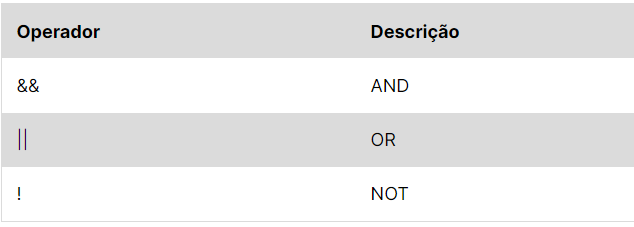 Operador Descrição
&& AND
|| OR
! NOT